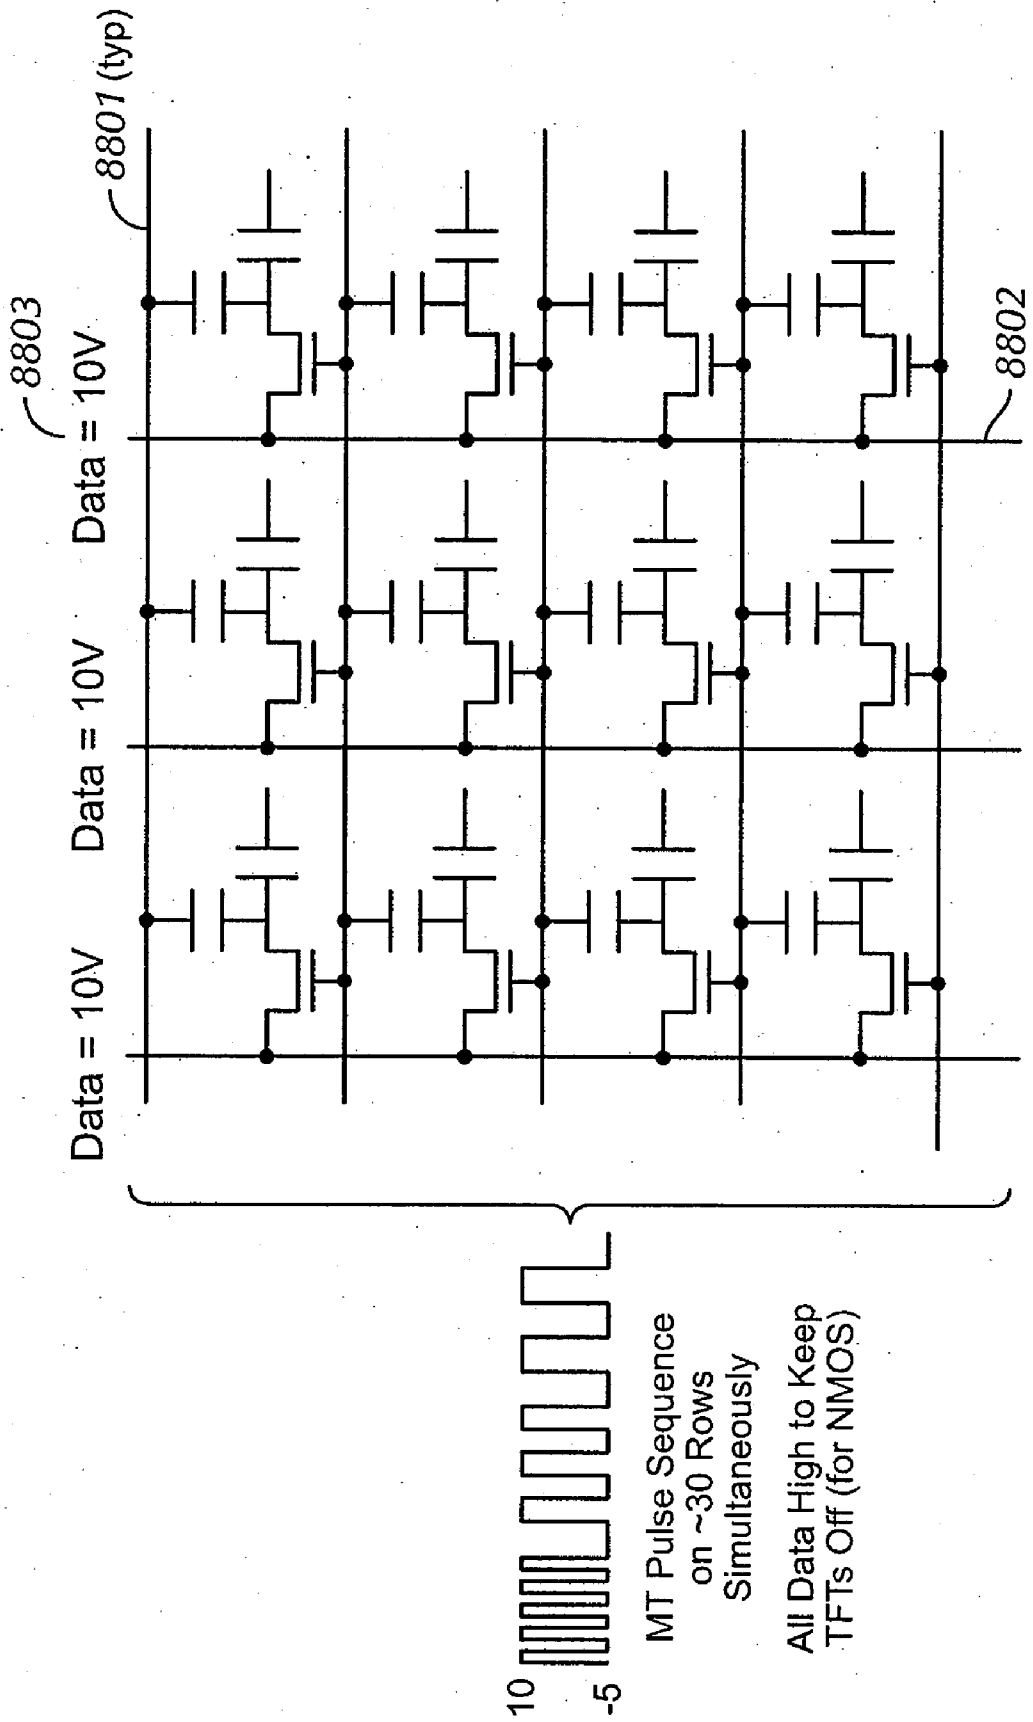 8801 (typ)
8803
Data = 10V
Data = 10V
Data = 10V
8802
10
-5
MT Pulse Sequence
on ~30 Rows
Simultaneously
All Data High to Keep
TFTs Off (for NMOS)